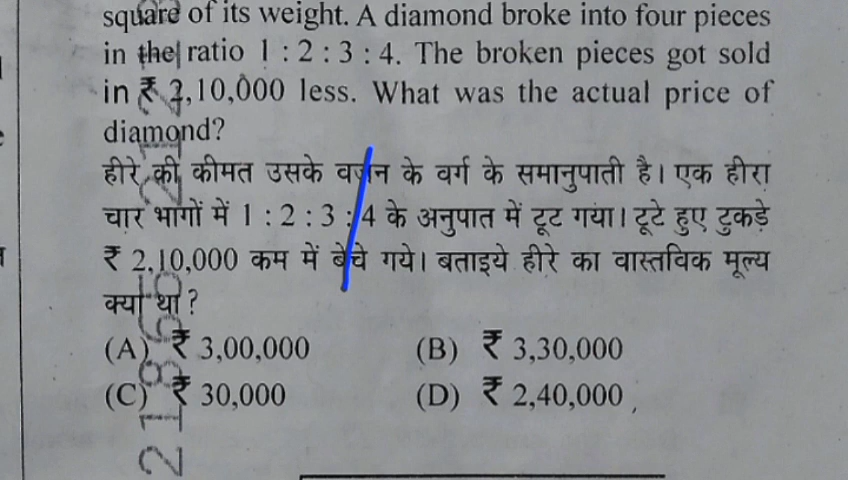 square of its weight. A diamond broke into four pieces
in the ratio 1 : 2 : 3 : 4. The broken pieces got sold
in ₹ 2,10,000 less. What was the actual price of
diamond?
हीरे की कीमत उसके वजन के वर्ग के समानुपाती है। एक हीरा
चार भागों में 1 : 2 : 3 : 4 के अनुपात में टूट गया। टूटे हुए टुकड़े
₹ 2,10,000 कम में बेचे गये। बताइये हीरे का वास्तविक मूल्य
क्या था ?
(A) ₹ 3,00,000 (B) ₹ 3,30,000
(C) ₹ 30,000 (D) ₹ 2,40,000